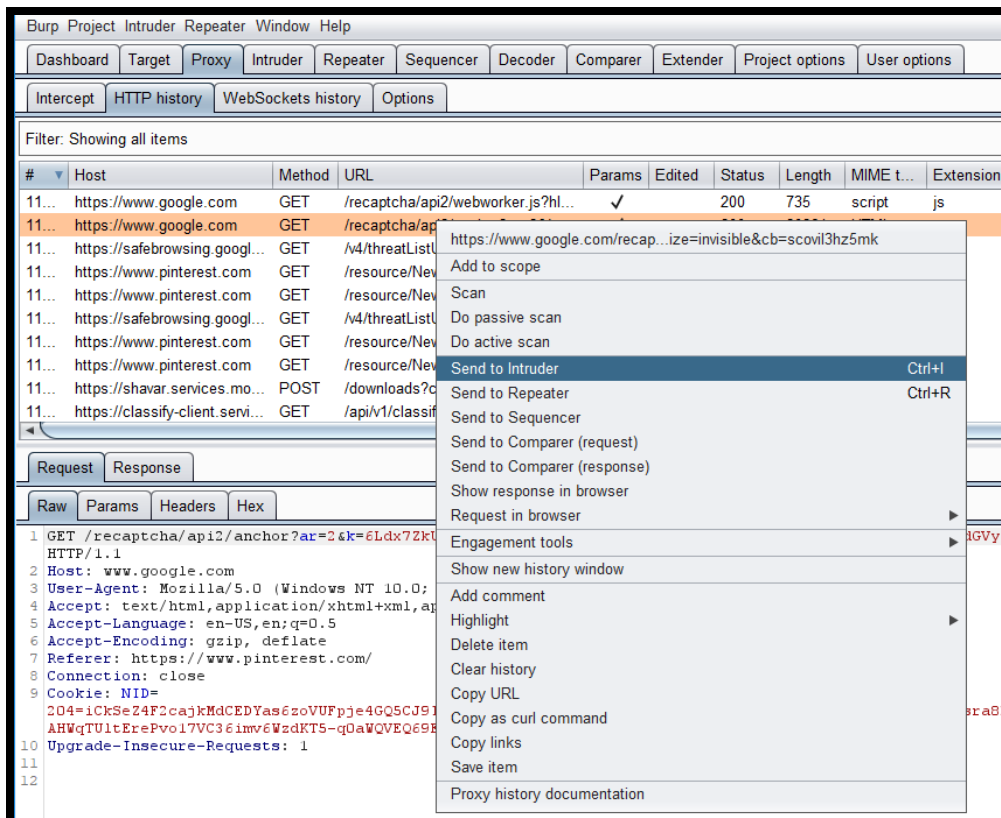 Burp Project Intruder Repeater Window Help
Dashboard Target Proxy Intruder Repeater Sequencer Decoder Comparer Extender Project options User options
Intercept HTTP history WebSockets history Options
Filter: Showing all items
# Host Method URL Params Edited Status Length MIME t... Extension
11... https://www.google.com GET /recaptcha/api2/webworker.js?hl... ✓ 200 735 script js
11... https://www.google.com GET /recaptcha/ap
11... https://safebrowsing.googl... GET /v4/threatListU
11... https://www.pinterest.com GET /resource/New
11... https://www.pinterest.com GET /resource/New
11... https://safebrowsing.googl... GET /v4/threatListU
11... https://www.pinterest.com GET /resource/New
11... https://www.pinterest.com GET /resource/New
11... https://shavar.services.mo... POST /downloads?c
11... https://classify-client.servi... GET /api/v1/classif
https://www.google.com/recap...ize=invisible&cb=scovil3hz5mk
Add to scope
Scan
Do passive scan
Do active scan
Send to Intruder Ctrl+I
Send to Repeater Ctrl+R
Send to Sequencer
Send to Comparer (request)
Send to Comparer (response)
Show response in browser
Request in browser
Engagement tools
Show new history window
Add comment
Highlight
Delete item
Clear history
Copy URL
Copy as curl command
Copy links
Save item
Proxy history documentation
Request Response
Raw Params Headers Hex
1 GET /recaptcha/api2/anchor?ar=2&k=6Ldx7ZkU
HTTP/1.1
2 Host: www.google.com
3 User-Agent: Mozilla/5.0 (Windows NT 10.0;
4 Accept: text/html,application/xhtml+xml,ap
5 Accept-Language: en-US,en;q=0.5
6 Accept-Encoding: gzip, deflate
7 Referer: https://www.pinterest.com/
8 Connection: close
9 Cookie: NID=
10 Upgrade-Insecure-Requests: 1
11
12